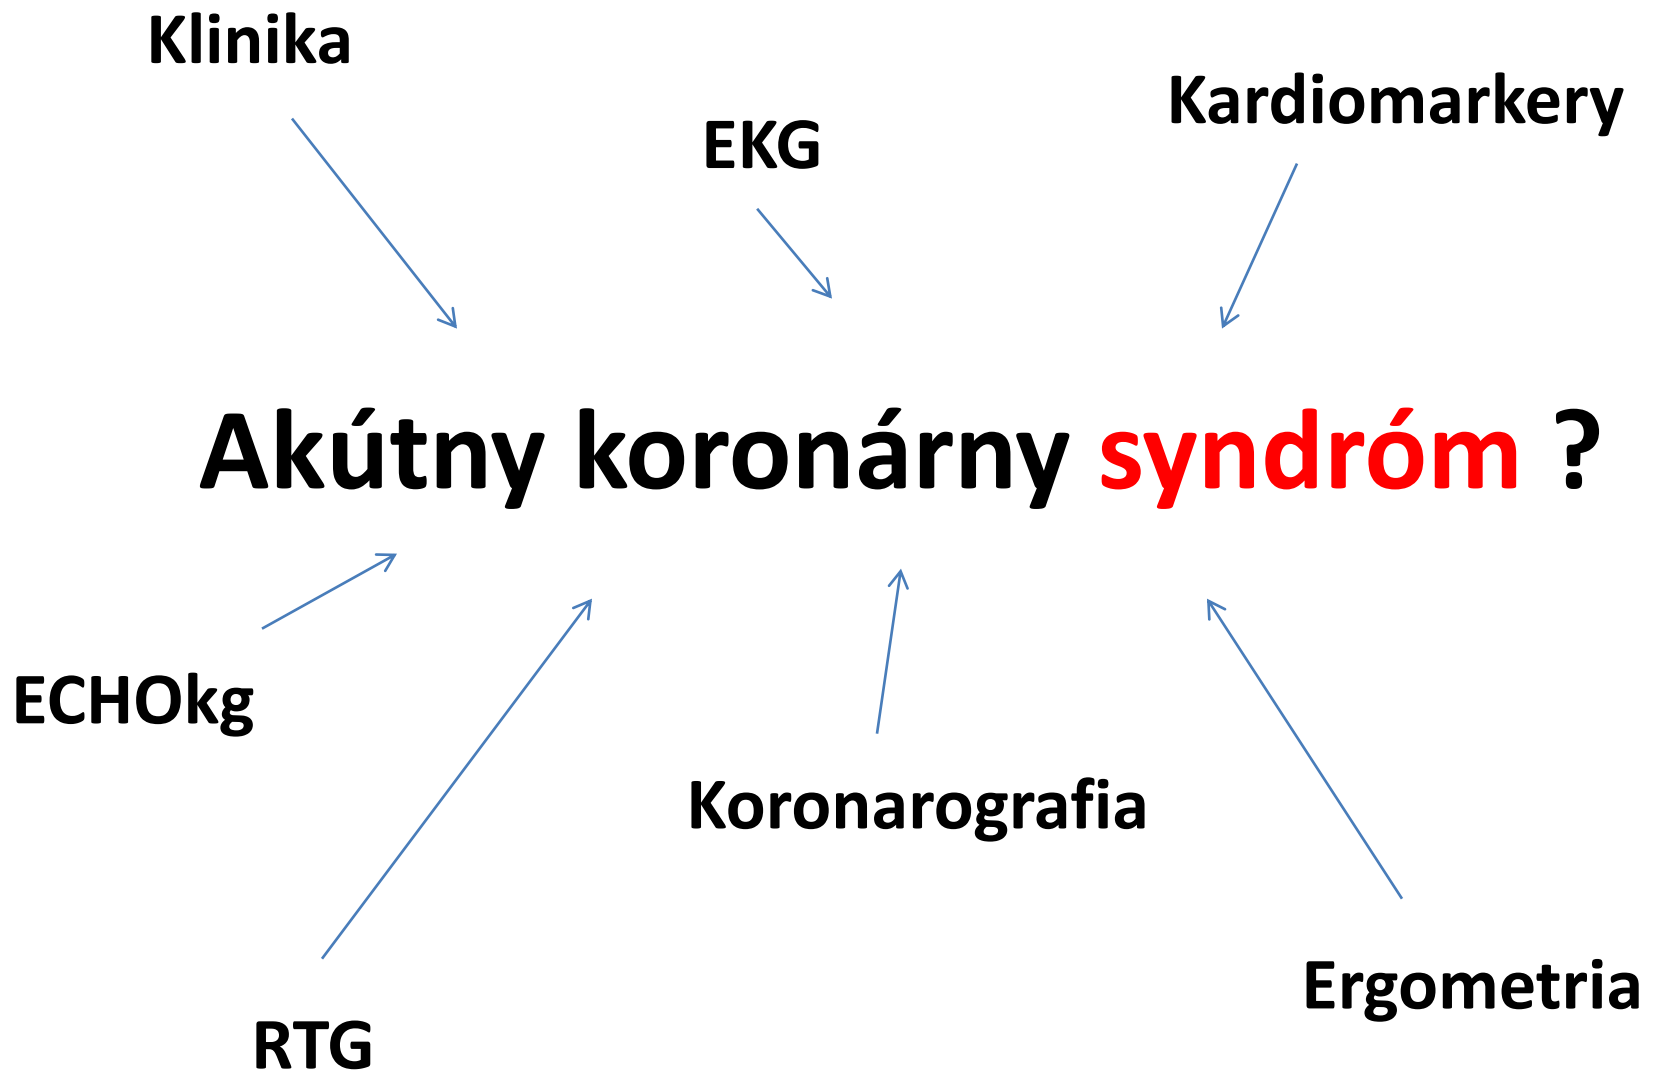 Klinika
Kardiomarkery
EKG
Akútny koronárny syndróm ?
ECHOkg
Koronarografia
Ergometria
RTG